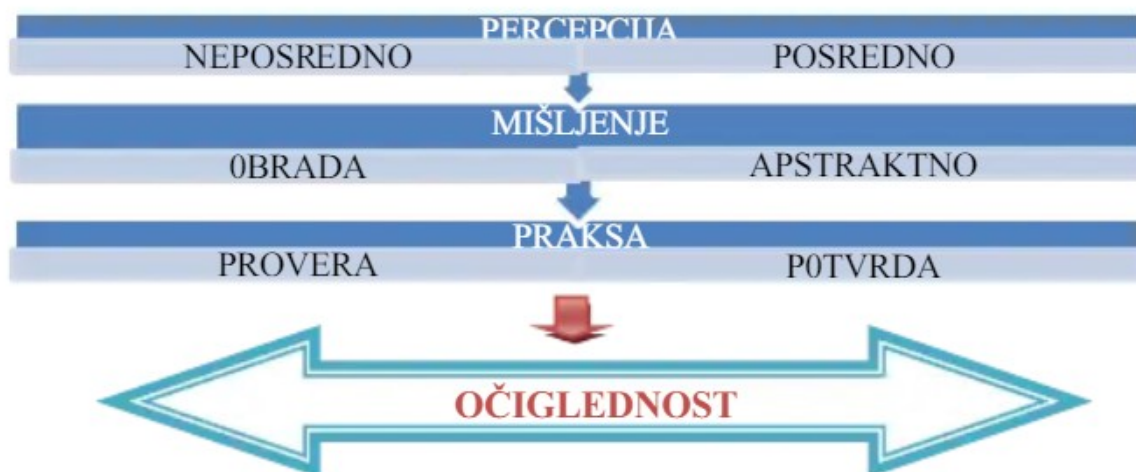 PERCEPCIJA
NEPOSREDNO POSREDNO
MIŠLJENJE
0BRADA APSTRAKTNO
PRAKSA
PROVERA P0TVRDA
OČIGLEDNOST